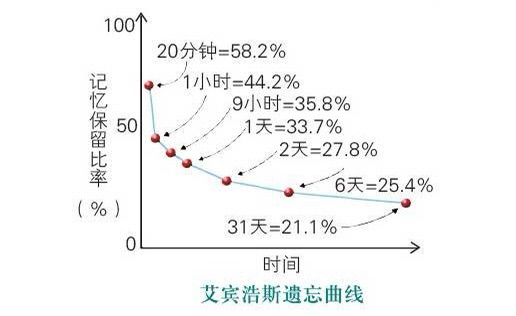 100
20分钟=58.2%
1小时=44.2%
9小时=35.8%
1天=33.7%
2天=27.8%
6天=25.4%
31天=21.1%
50
0
记忆保留比率
(%)
时间
艾宾浩斯遗忘曲线